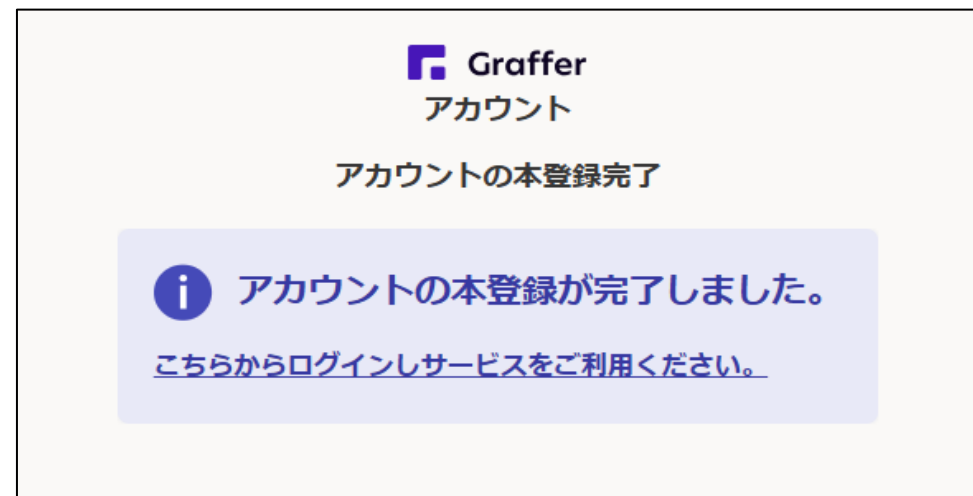 Graffer
アカウント
アカウントの本登録完了
アカウントの本登録が完了しました。
こちらからログインしサービスをご利用ください。